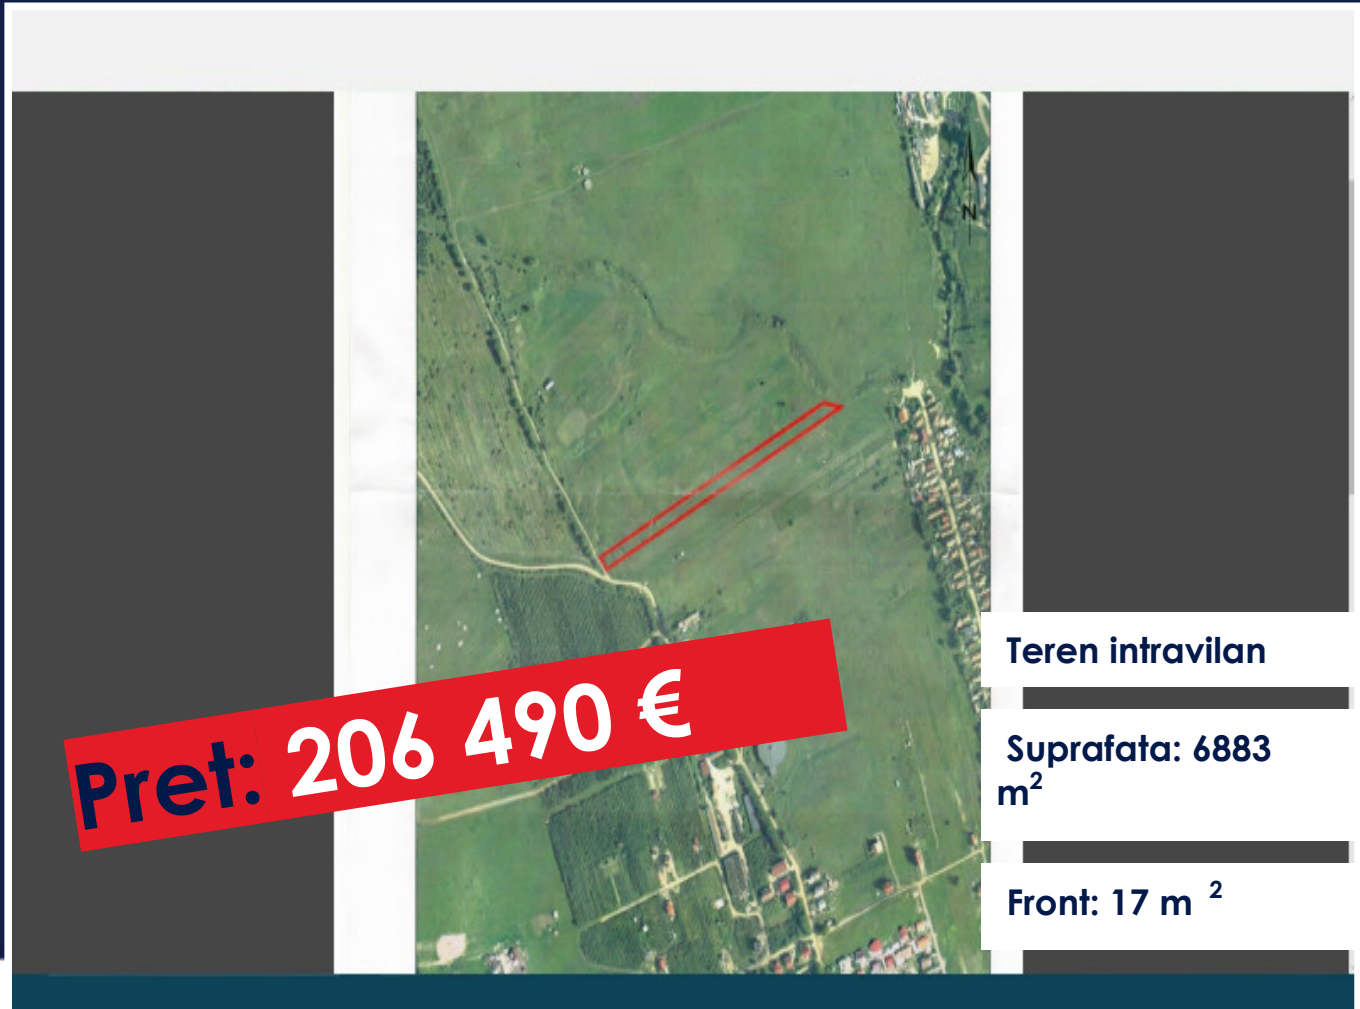 N
Pret: 206 490 €
Teren intravilan
Suprafata: 6883
m²
Front: 17 m ²